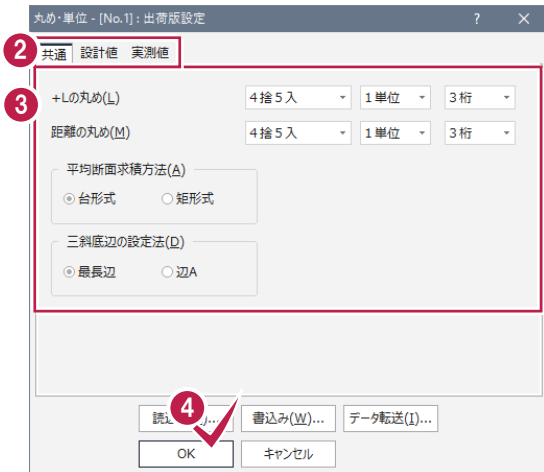 丸め・単位 - [No.1] : 出荷版設定 ? ×
2 共通 設計値 実測値
3
+Lの丸め(L) 4捨5入 1単位 3桁
距離の丸め(M) 4捨5入 1単位 3桁
平均断面求積方法(A)
台形式 矩形式
三斜底辺の設定法(D)
最長辺 辺A
4
書込み(W)... データ転送(I)...
OK キャンセル